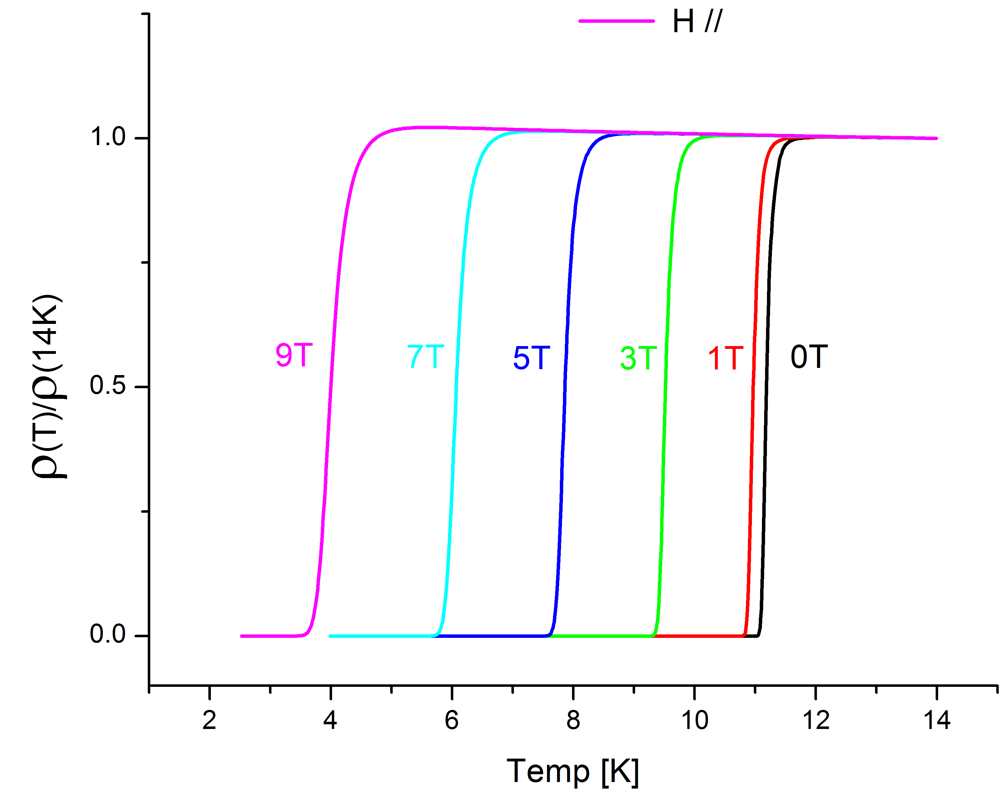 H //
1.0
0.5
0.0
ρ(T)/ρ(14K)
9T
7T
5T
3T
1T
0T
2 4 6 8 10 12 14
Temp [K]